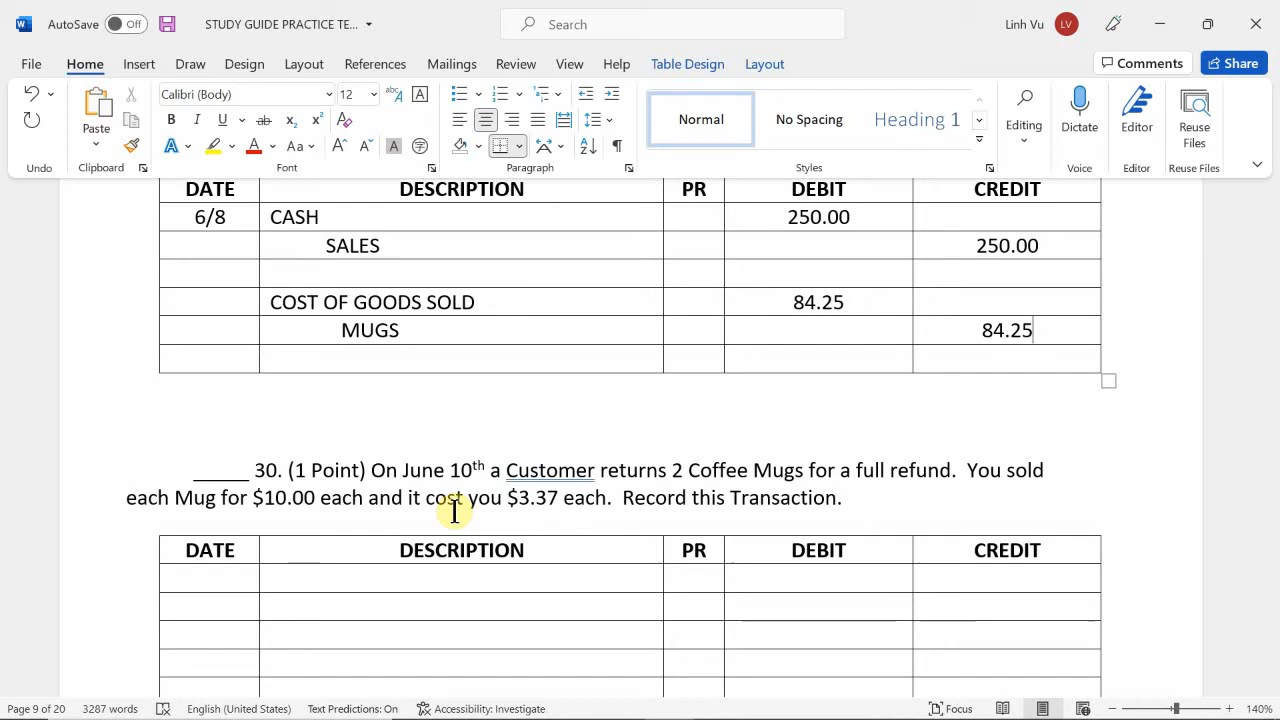 AutoSave Off STUDY GUIDE PRACTICE TE... Search Linh Vu LV
File Home Insert Draw Design Layout References Mailings Review View Help Table Design Layout Comments Share
Calibri (Body) 12
Paste Normal No Spacing Heading 1 Editing Dictate Editor Reuse Files
Undo Clipboard Font Paragraph Styles Voice Editor Reuse Files
DATE DESCRIPTION PR DEBIT CREDIT
6/8 CASH 250.00
SALES 250.00
COST OF GOODS SOLD 84.25
MUGS 84.25
_____ 30. (1 Point) On June 10th a Customer returns 2 Coffee Mugs for a full refund. You sold
each Mug for $10.00 each and it cost you $3.37 each. Record this Transaction.
DATE DESCRIPTION PR DEBIT CREDIT
Page 9 of 20 3287 words English (United States) Text Predictions: On Accessibility: Investigate Focus 140%